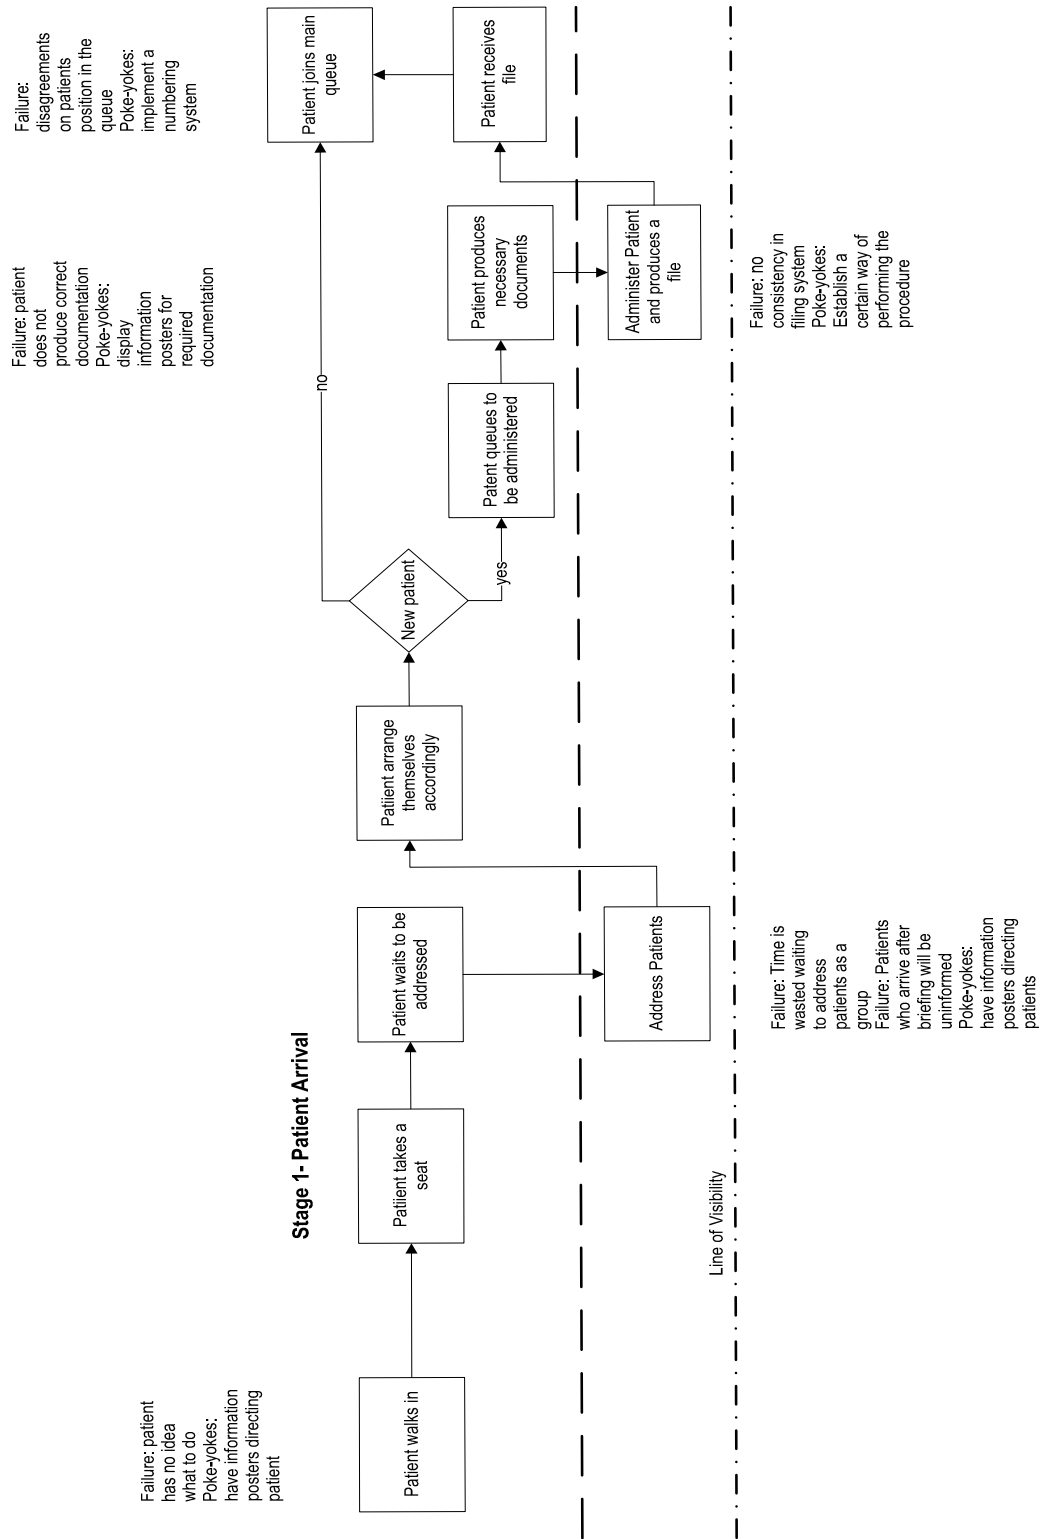 Stage 1- Patient Arrival
Failure: patient
has no idea
what to do
Poke-yokes:
have information
posters directing
patient
Failure: patient
does not
produce correct
documentation
Poke-yokes:
display
information
posters for
required
documentation
Failure:
disagreements
on patients
position in the
queue
Poke-yokes:
implement a
numbering
system
Patient walks in
Patiient takes a
seat
Patient waits to be
addressed
Patiient arrange
themselves
accordingly
New patient
no
yes
Patent queues to
be administered
Patient produces
necessary
documents
Patient receives
file
Patient joins main
queue
Address Patients
Administer Patient
and produces a
file
Line of Visibility
Failure: Time is
wasted waiting
to address
patients as a
group
Failure: Patients
who arrive after
briefing will be
uninformed
Poke-yokes:
have information
posters directing
patients
Failure: no
consistency in
filing system
Poke-yokes:
Establish a
certain way of
performing the
procedure